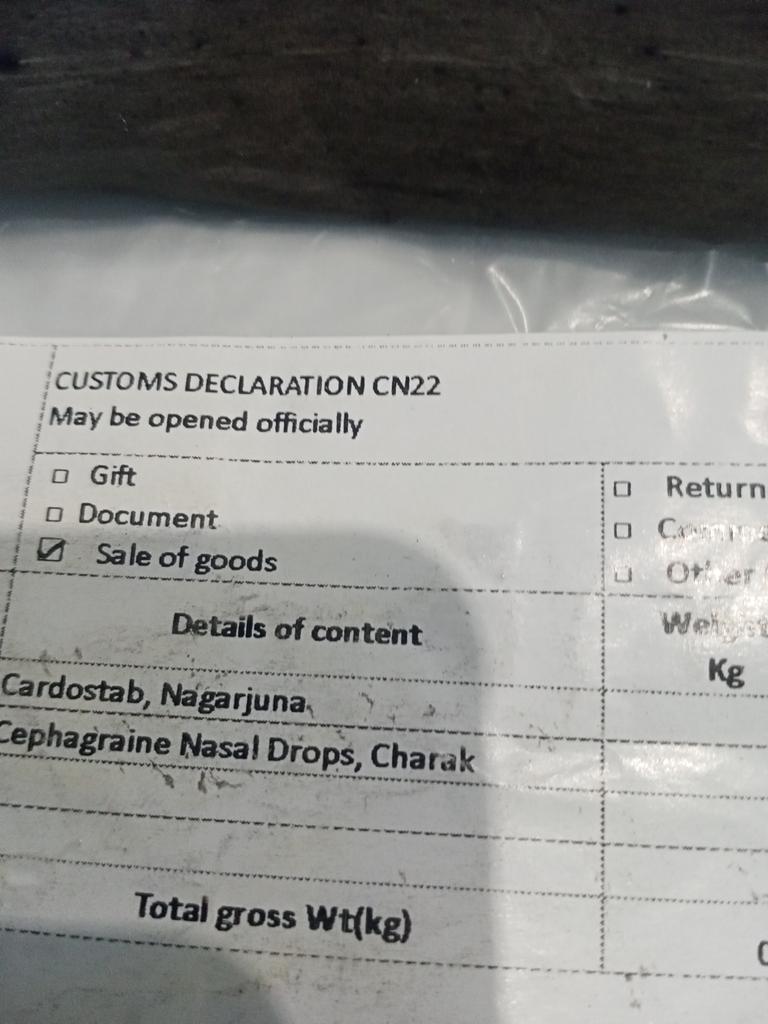 CUSTOMS DECLARATION CN22
May be opened officially
Gift
Document
Sale of goods
Return
Other
Details of content
Kg
Cardostab, Nagarjuna
Cephagraine Nasal Drops, Charak
Total gross Wt(kg)